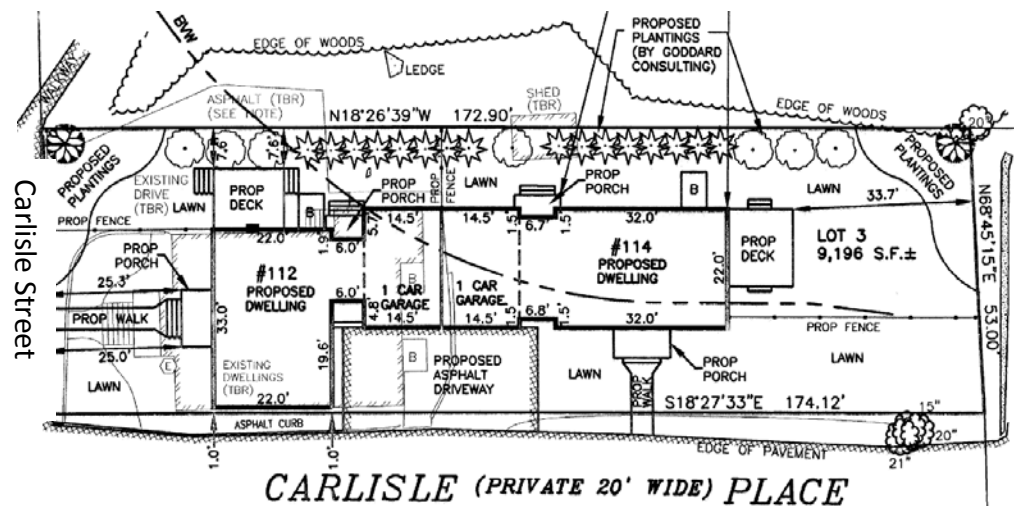 WALKWAY
BVW
EDGE OF WOODS
LEDGE
PROPOSED
PLANTINGS
(BY GODDARD
CONSULTING)
ASPHALT (TBR)
(SEE NOTE)
N18°26'39"W 172.90'
SHED
(TBR)
EDGE OF WOODS
20"
PROPOSED
PLANTINGS
7.6'
7.6'
PROPOSED
PLANTINGS
EXISTING
DRIVE
(TBR)
LAWN
PROP
DECK
B
PROP
PORCH
PROP
FENCE
LAWN
PROP
PORCH
B
LAWN
33.7'
N68°45'15"E 53.00'
PROP FENCE
22.0'
1.9'
6.0'
5.7'
14.5'
14.5'
1.5'
6.7'
1.5'
32.0'
PROP
DECK
LOT 3
9,196 S.F.±
PROP
PORCH
25.3'
#112
PROPOSED
DWELLING
B
1 CAR
GARAGE
1 CAR
GARAGE
#114
PROPOSED
DWELLING
22.0'
Carlisle Street
PROP WALK
33.0'
6.0'
4.8'
14.5'
14.5'
1.5'
6.8'
1.5'
32.0'
PROP FENCE
25.0'
E
19.6'
EXISTING
DWELLINGS
(TBR)
B
PROPOSED
ASPHALT
DRIVEWAY
LAWN
PROP
WALK
PROP
PORCH
LAWN
LAWN
22.0'
S18°27'33"E 174.12'
15"
20"
21"
ASPHALT CURB
EDGE OF PAVEMENT
1.0'
1.0'
CARLISLE (PRIVATE 20' WIDE) PLACE